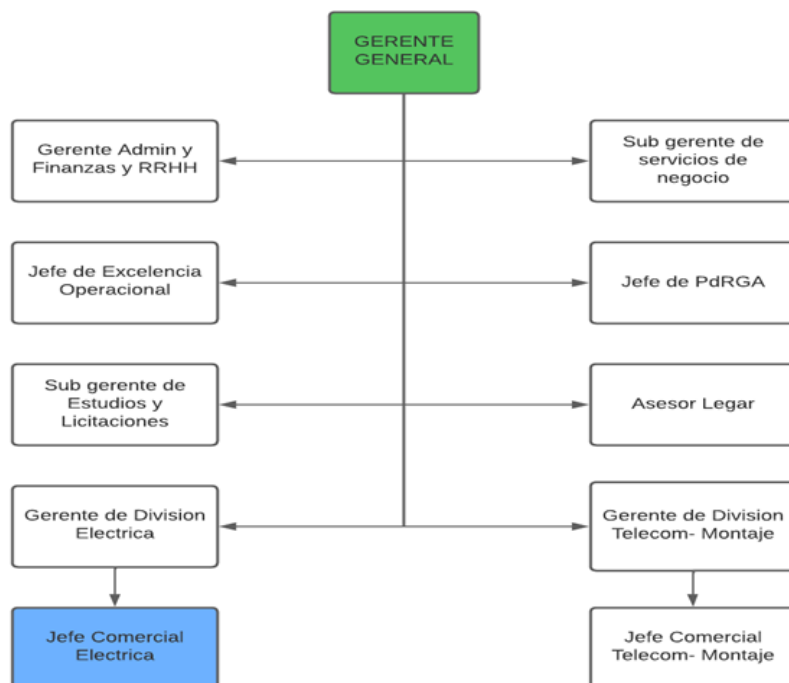 GERENTE
GENERAL
Gerente Admin y
Finanzas y RRHH
Sub gerente de
servicios de
negocio
Jefe de Excelencia
Operacional
Jefe de PdRGA
Sub gerente de
Estudios y
Licitaciones
Asesor Legar
Gerente de Division
Electrica
Gerente de Division
Telecom- Montaje
Jefe Comercial
Electrica
Jefe Comercial
Telecom- Montaje